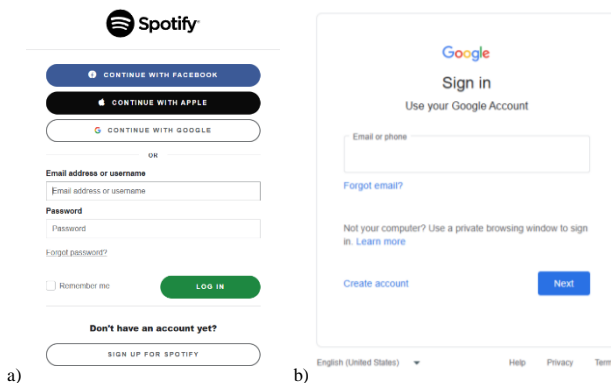 Spotify
CONTINUE WITH FACEBOOK
CONTINUE WITH APPLE
CONTINUE WITH GOOGLE
OR
Email address or username
Email address or username
Password
Password
Forgot password?
Remember me
LOG IN
Don't have an account yet?
SIGN UP FOR SPOTIFY
a)
Google
Sign in
Use your Google Account
Email or phone
Forgot email?
Not your computer? Use a private browsing window to sign
in. Learn more
Create account
Next
English (United States)
Help
Privacy
Term
b)